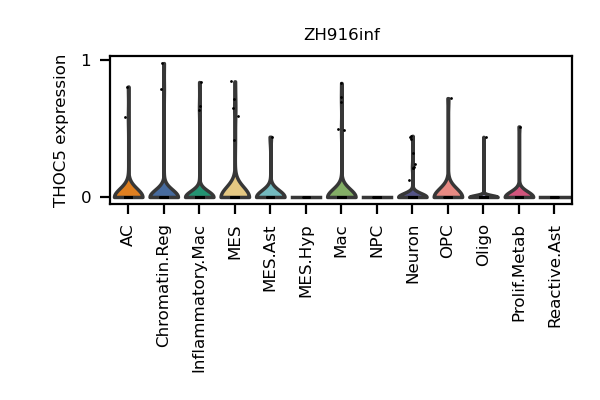 ZH916inf
THOC5 expression
1
0
AC
Chromatin.Reg
Inflammatory.Mac
MES
MES.Ast
MES.Hyp
Mac
NPC
Neuron
OPC
Oligo
Prolif.Metab
Reactive.Ast